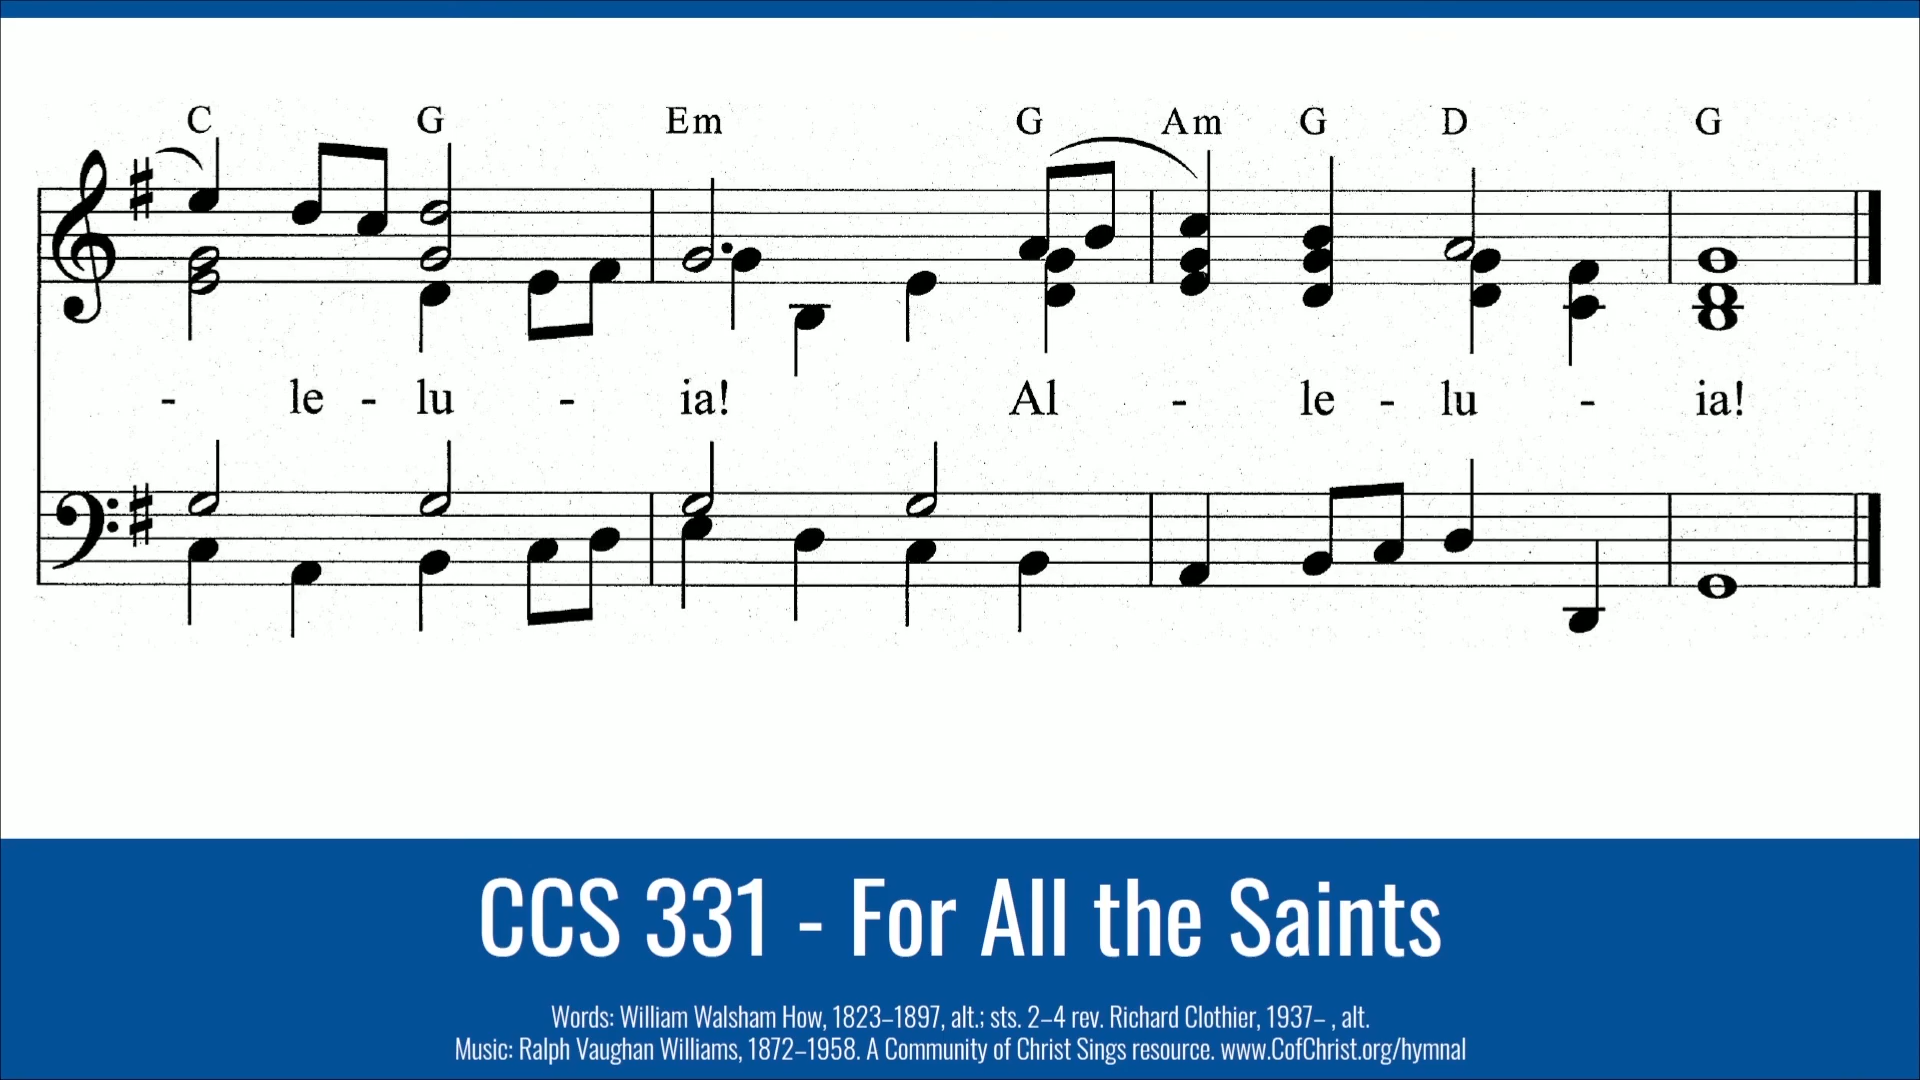 C G Em G Am G D G
- le - lu - ia! Al - le - lu - ia!
CCS 331 - For All the Saints
Words: William Walsham How, 1823–1897, alt.; sts. 2–4 rev. Richard Clothier, 1937– , alt.
Music: Ralph Vaughan Williams, 1872–1958. A Community of Christ Sings resource. www.CofChrist.org/hymnal